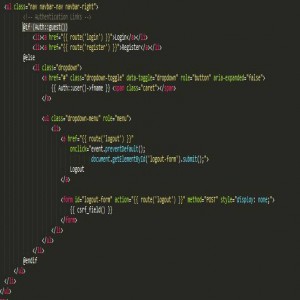 <ul class="nav navbar-nav navbar-right">
<!-- Authentication Links -->
@if (Auth::guest())
<li><a href="{{ route('login') }}">Login</a></li>
<li><a href="{{ route('register') }}">Register</a></li>
@else
<li class="dropdown">
<a href="#" class="dropdown-toggle" data-toggle="dropdown" role="button" aria-expanded="false">
{{ Auth::user()->fname }} <span class="caret"></span>
</a>
<ul class="dropdown-menu" role="menu">
<li>
<a href="{{ route('logout') }}"
onclick="event.preventDefault();
document.getElementById('logout-form').submit();">
Logout
</a>
<form id="logout-form" action="{{ route('logout') }}" method="POST" style="display: none;">
{{ csrf_field() }}
</form>
</li>
</ul>
</li>
@endif
</ul>